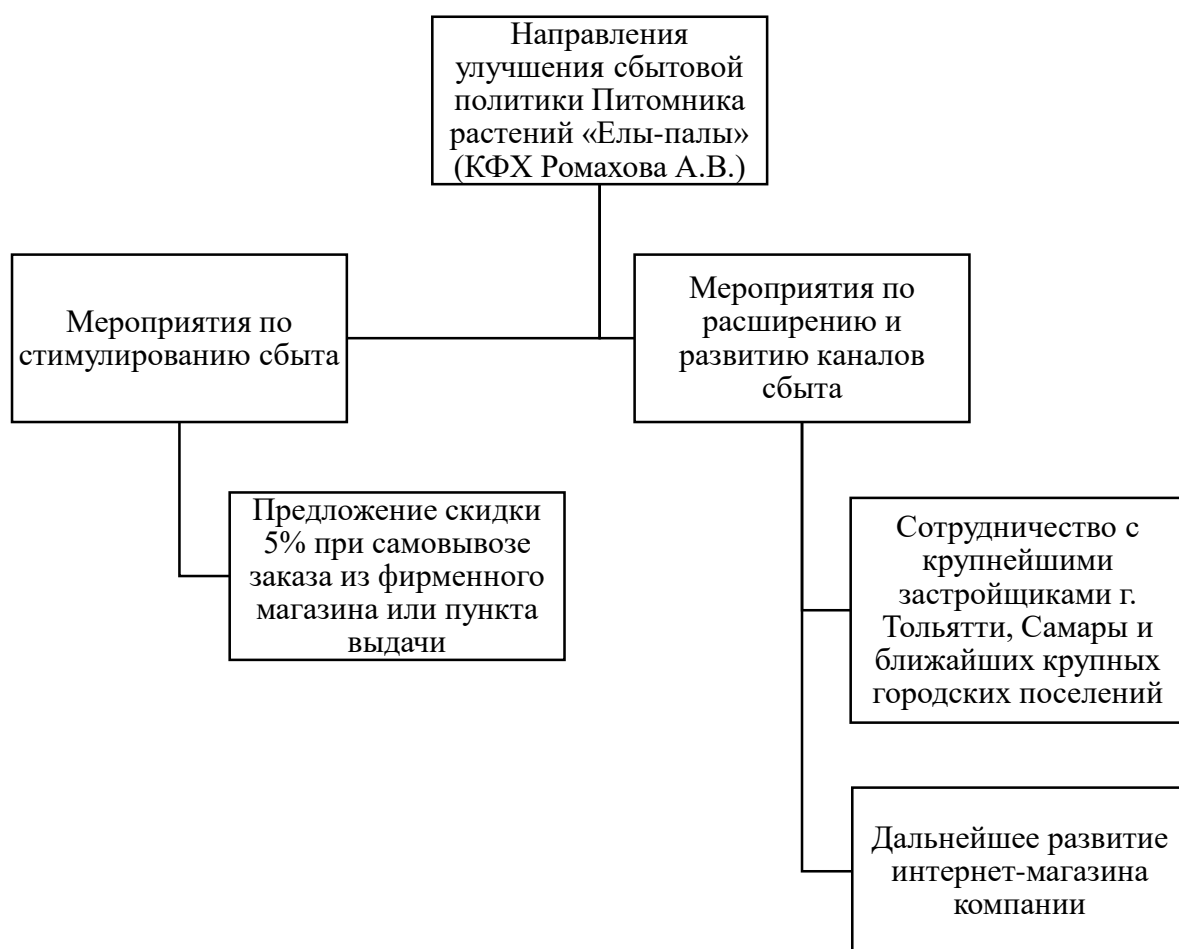 Направления
улучшения сбытовой
политики Питомника
растений «Елы-палы»
(КФХ Ромахова А.В.)
Мероприятия по
стимулированию сбыта
Мероприятия по
расширению и
развитию каналов
сбыта
Предложение скидки
5% при самовывозе
заказа из фирменного
магазина или пункта
выдачи
Сотрудничество с
крупнейшими
застройщиками г.
Тольятти, Самары и
ближайших крупных
городских поселений
Дальнейшее развитие
интернет-магазина
компании